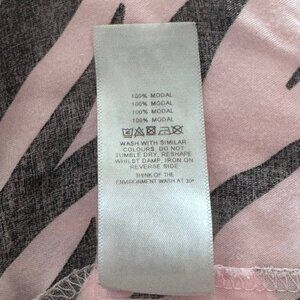 100% MODAL
100% MODAL
100% MODAL
100% MODAL
WASH WITH SIMILAR
COLOURS, DO NOT
TUMBLE DRY, RESHAPE
WHILST DAMP, IRON ON
REVERSE SIDE
THINK OF THE
ENVIRONMENT WASH AT 30°